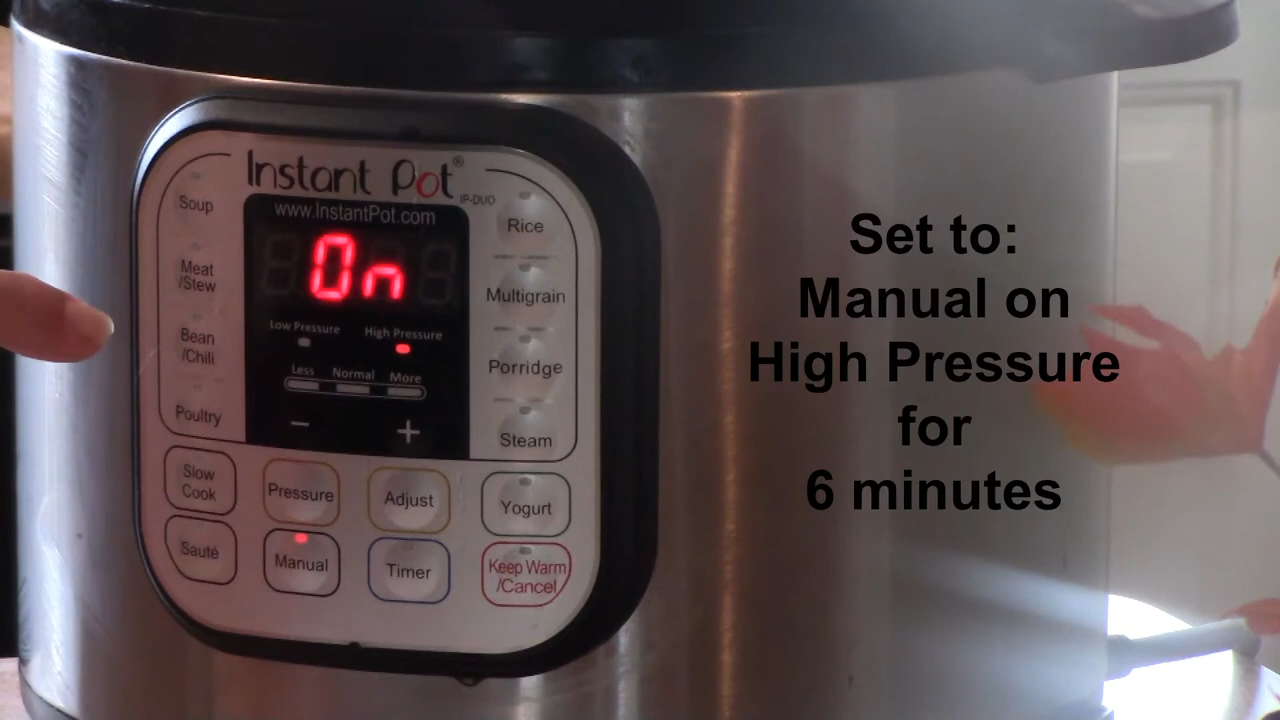 Instant Pot®
IP-DUO
www.InstantPot.com
On
Low Pressure
High Pressure
Less
Normal
More
− +
Soup
Meat
/Stew
Bean
/Chili
Poultry
Rice
Multigrain
Porridge
Steam
Slow
Cook
Pressure
Adjust
Yogurt
Sauté
Manual
Timer
Keep Warm
/Cancel
Set to:
Manual on
High Pressure
for
6 minutes